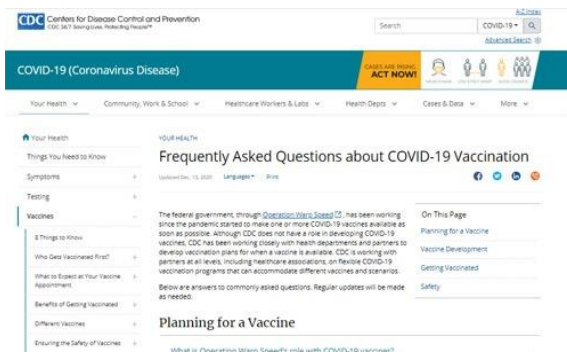 A-Z Index
CDC Centers for Disease Control and Prevention
CDC 24/7: Saving Lives, Protecting People™
Search
COVID-19
Advanced Search
COVID-19 (Coronavirus Disease)
CASES ARE RISING.
ACT NOW!
Your Health
Community, Work & School
Healthcare Workers & Labs
Health Depts
Cases & Data
More
Your Health
Things You Need to Know
Symptoms
Testing
Vaccines
8 Things to Know
Who Gets Vaccinated First?
What to Expect at Your Vaccine
Appointment
Benefits of Getting Vaccinated
Different Vaccines
Ensuring the Safety of Vaccines
YOUR HEALTH
Frequently Asked Questions about COVID-19 Vaccination
Updated Dec. 13, 2020
Languages
Print
The federal government, through Operation Warp Speed, has been working
since the pandemic started to make one or more COVID-19 vaccines available as
soon as possible. Although CDC does not have a role in developing COVID-19
vaccines, CDC has been working closely with health departments and partners to
develop vaccination plans for when a vaccine is available. CDC is working with
partners at all levels, including healthcare associations, on flexible COVID-19
vaccination programs that can accommodate different vaccines and scenarios.
Below are answers to commonly asked questions. Regular updates will be made
as needed.
Planning for a Vaccine
What is Operation Warp Speed's role with COVID-19 vaccines?
On This Page
Planning for a Vaccine
Vaccine Development
Getting Vaccinated
Safety